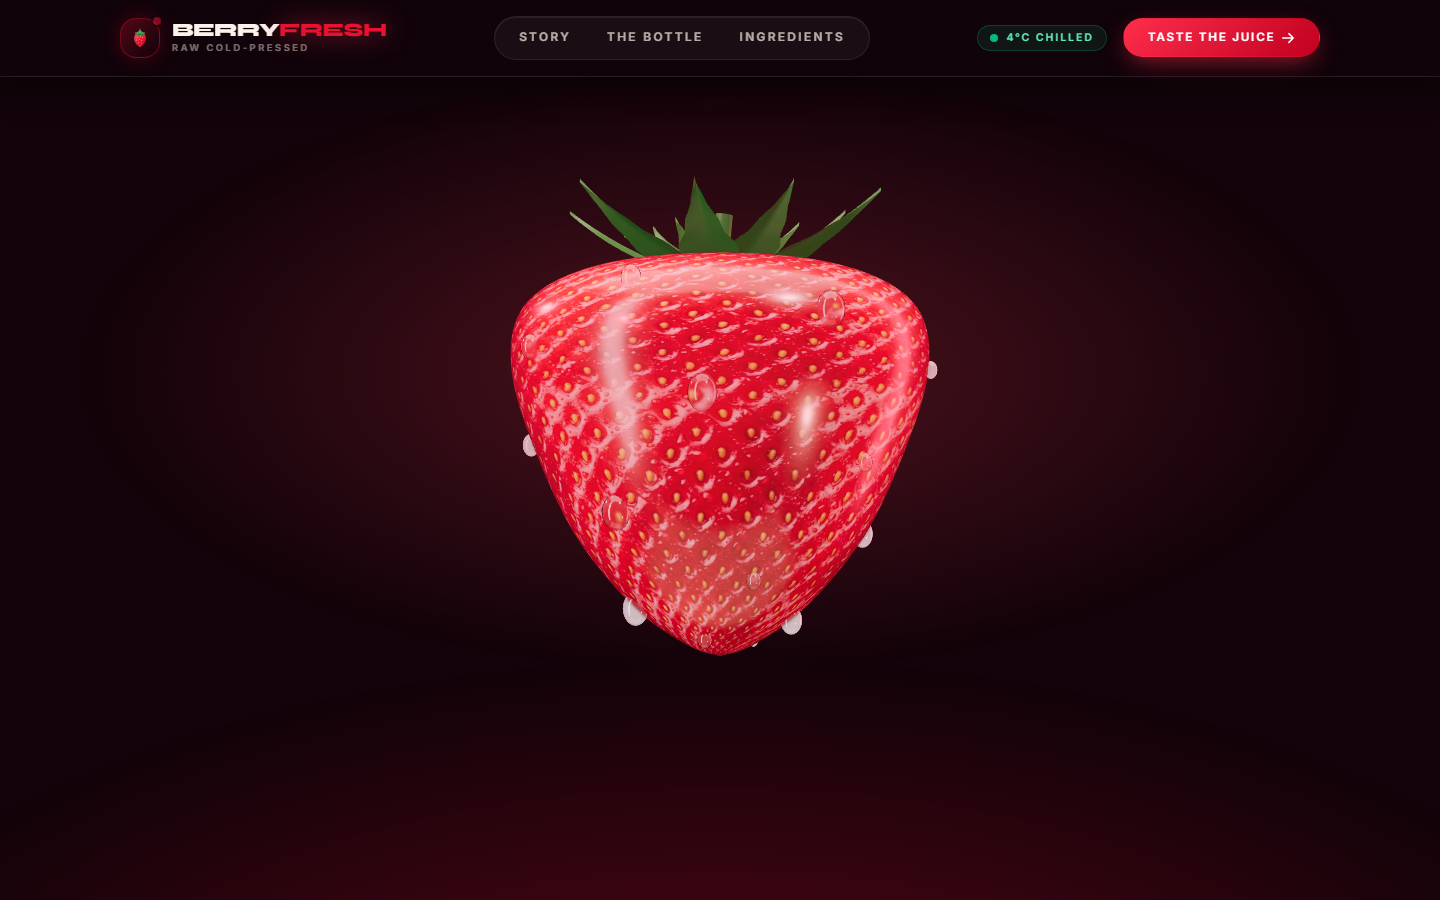 BERRYFRESH
RAW COLD-PRESSED
STORY
THE BOTTLE
INGREDIENTS
4°C CHILLED
TASTE THE JUICE →